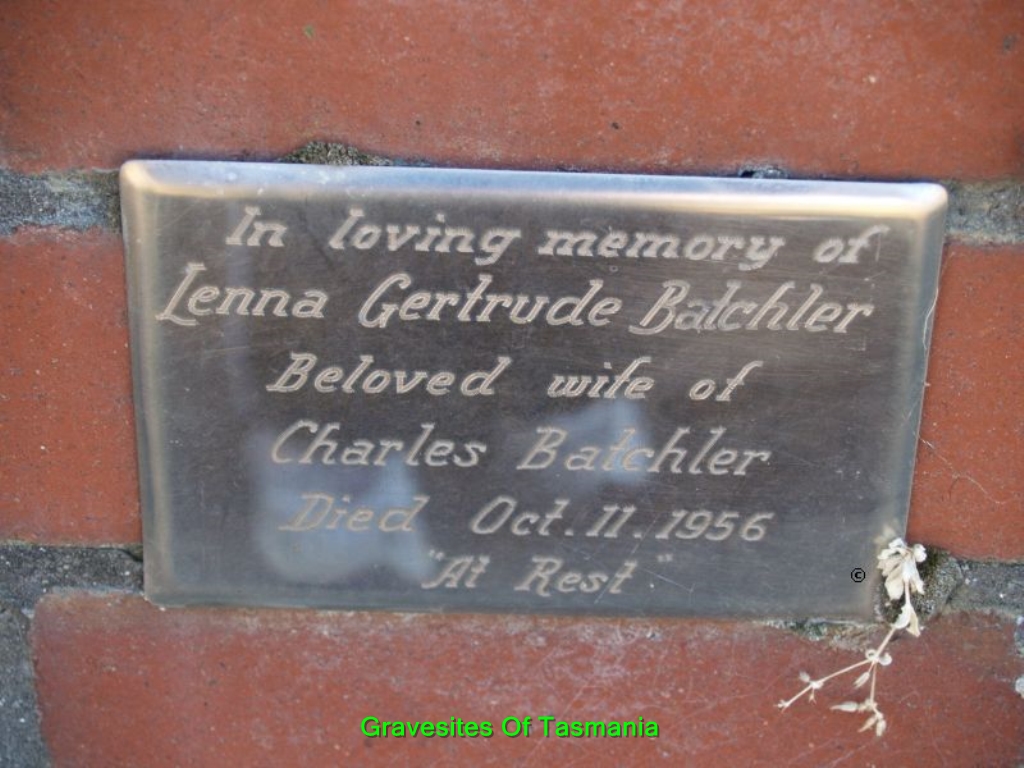 In loving memory of
Lenna Gertrude Batchler
Beloved wife of
Charles Batchler
Died Oct. 11. 1956
"At Rest"
©
Gravesites Of Tasmania